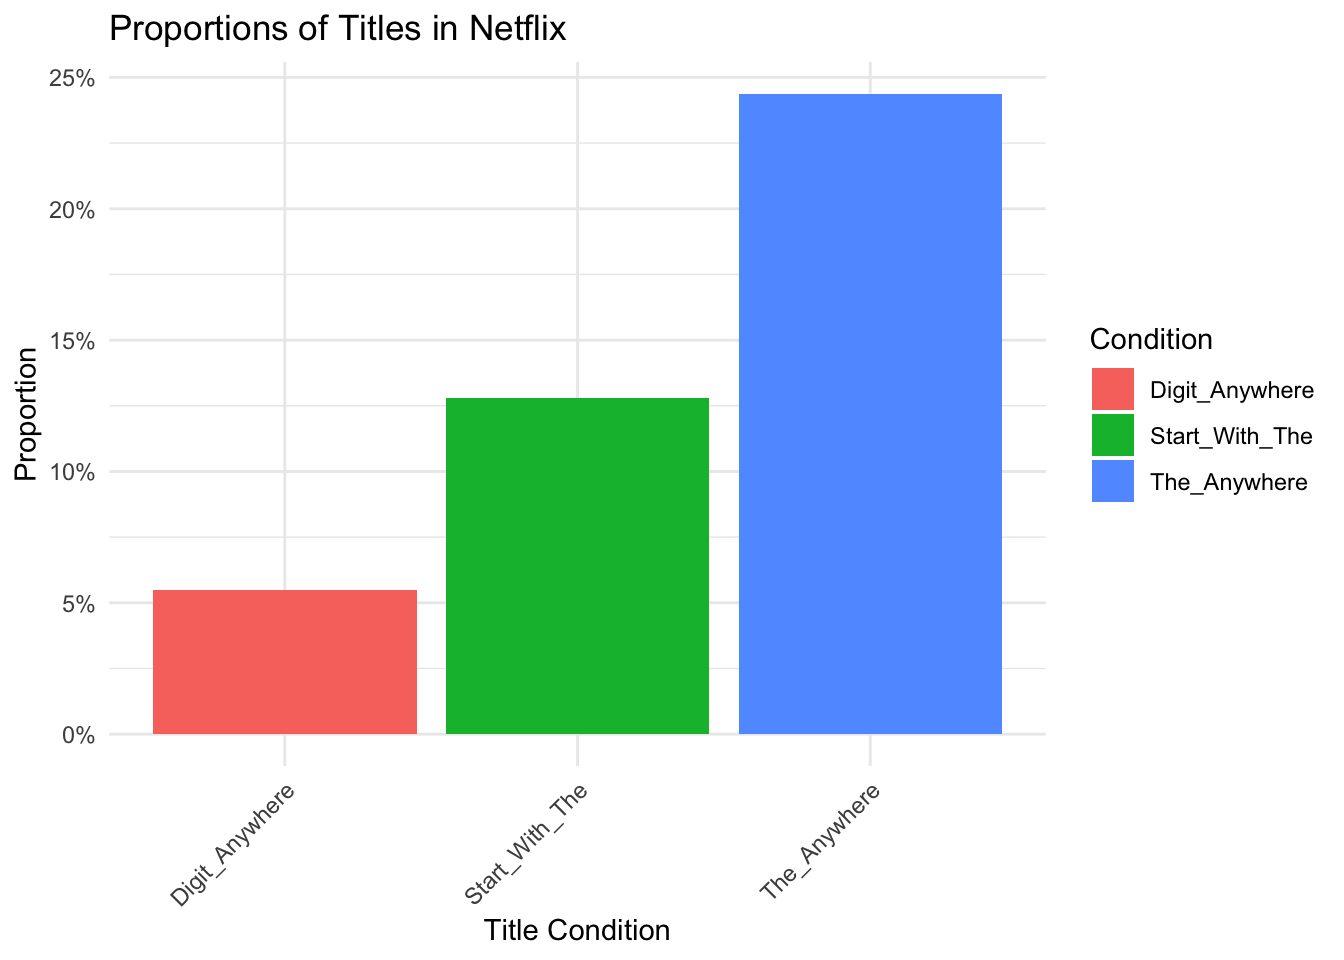 Proportions of Titles in Netflix
25%
20%
15%
10%
5%
0%
Proportion
Digit_Anywhere
Start_With_The
The_Anywhere
Title Condition
Condition
Digit_Anywhere
Start_With_The
The_Anywhere